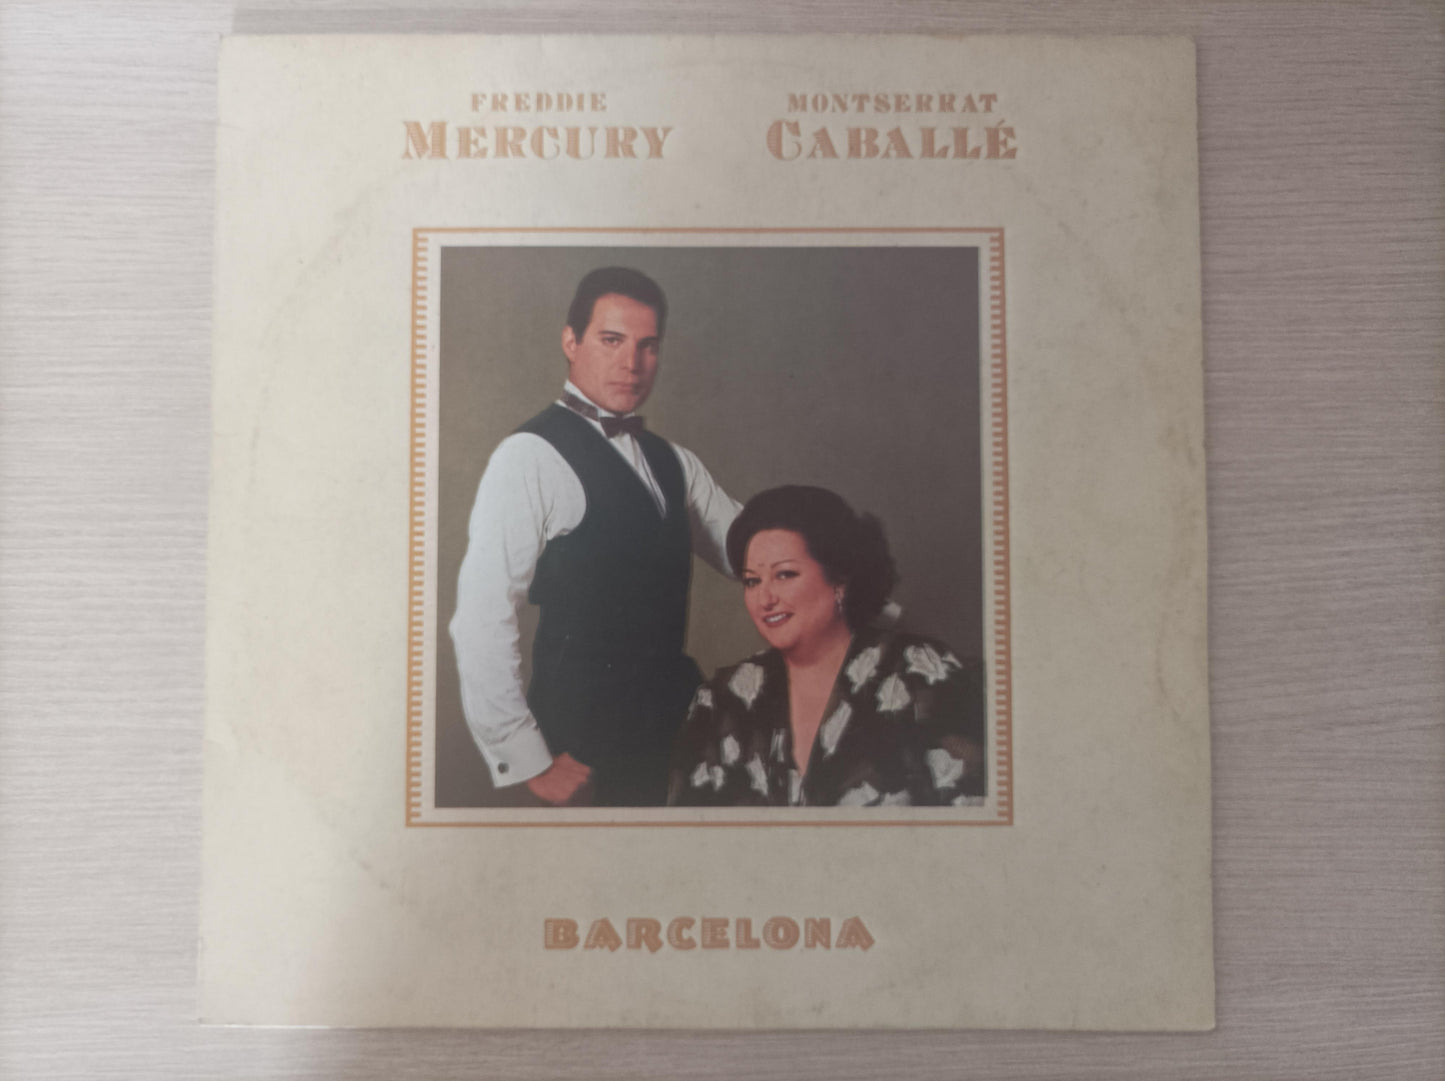 FREDDIE
MERCURY
MONTSERRAT
CABALLÉ
BARCELONA